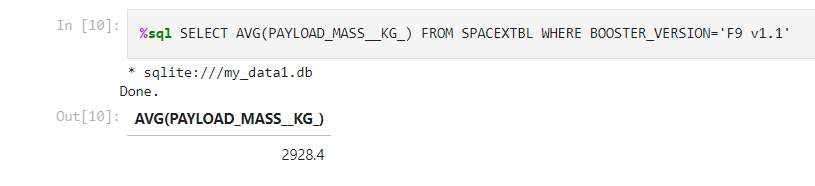 In [10]: %sql SELECT AVG(PAYLOAD_MASS__KG_) FROM SPACEXTBL WHERE BOOSTER_VERSION='F9 v1.1'
* sqlite:///my_data1.db
Done.
Out[10]: AVG(PAYLOAD_MASS__KG_)
2928.4